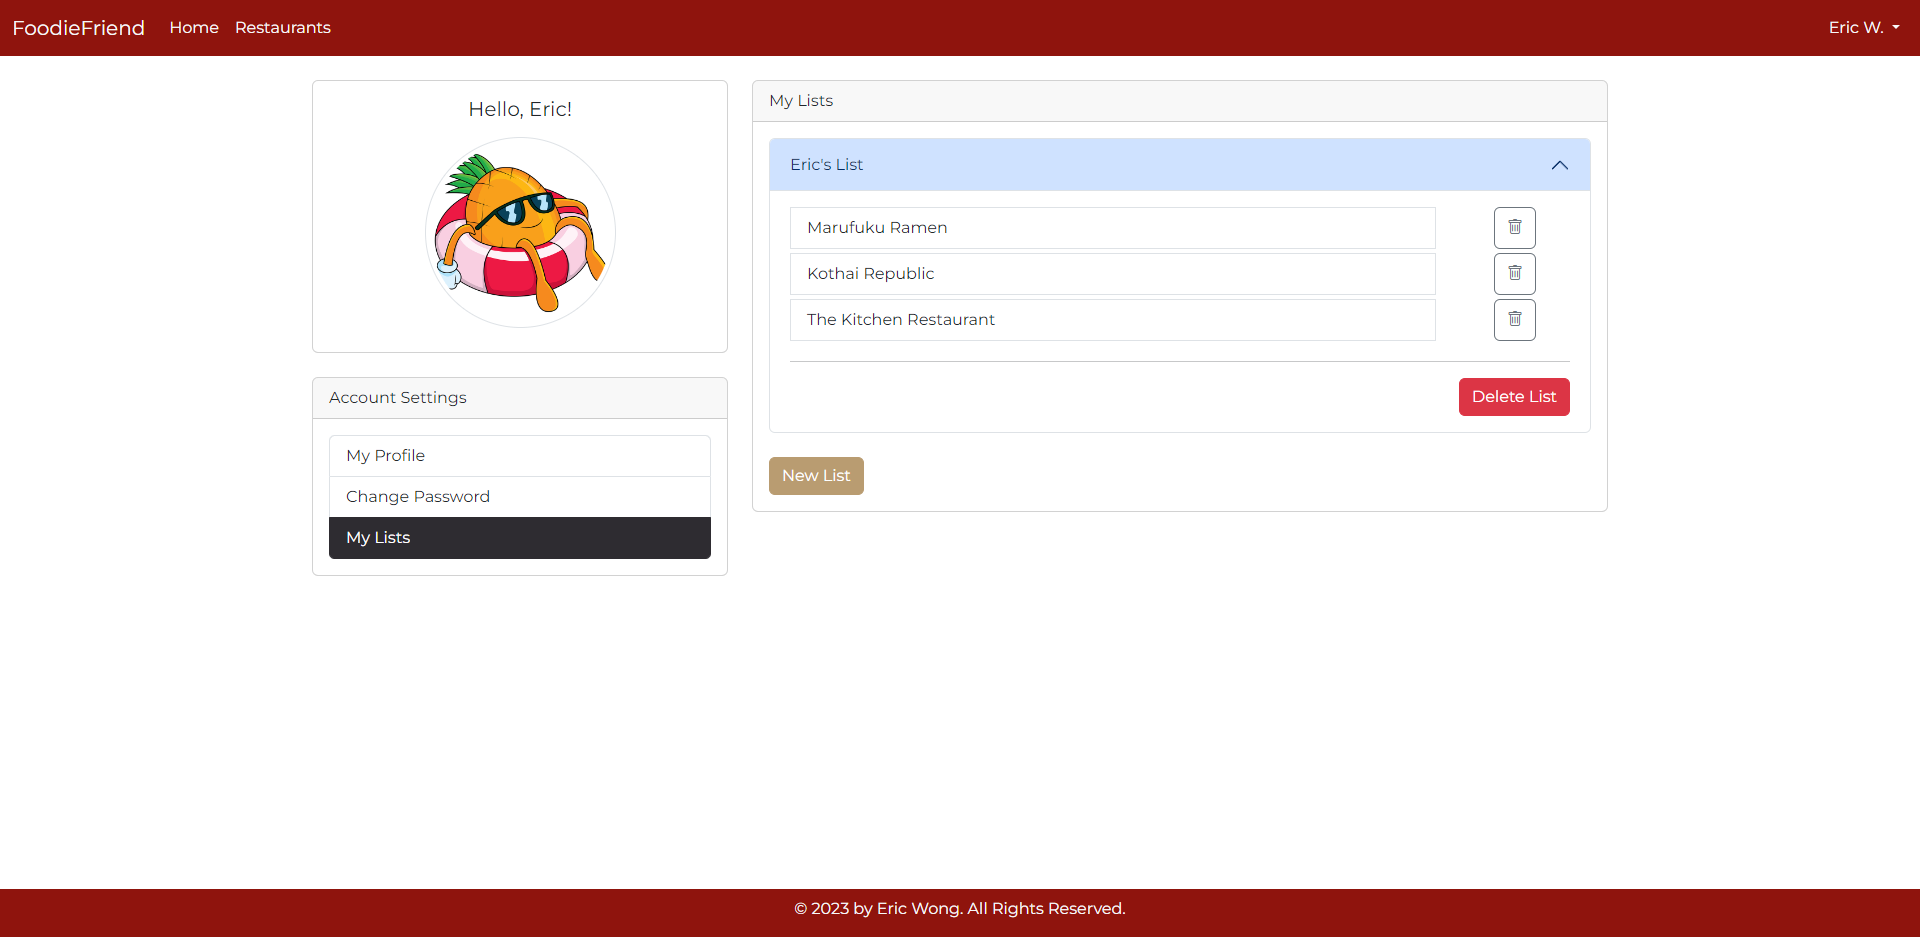 FoodieFriend Home Restaurants Eric W.
Hello, Eric!
Account Settings
My Profile
Change Password
My Lists
My Lists
Eric's List
Marufuku Ramen
Kothai Republic
The Kitchen Restaurant
Delete List
New List
© 2023 by Eric Wong. All Rights Reserved.